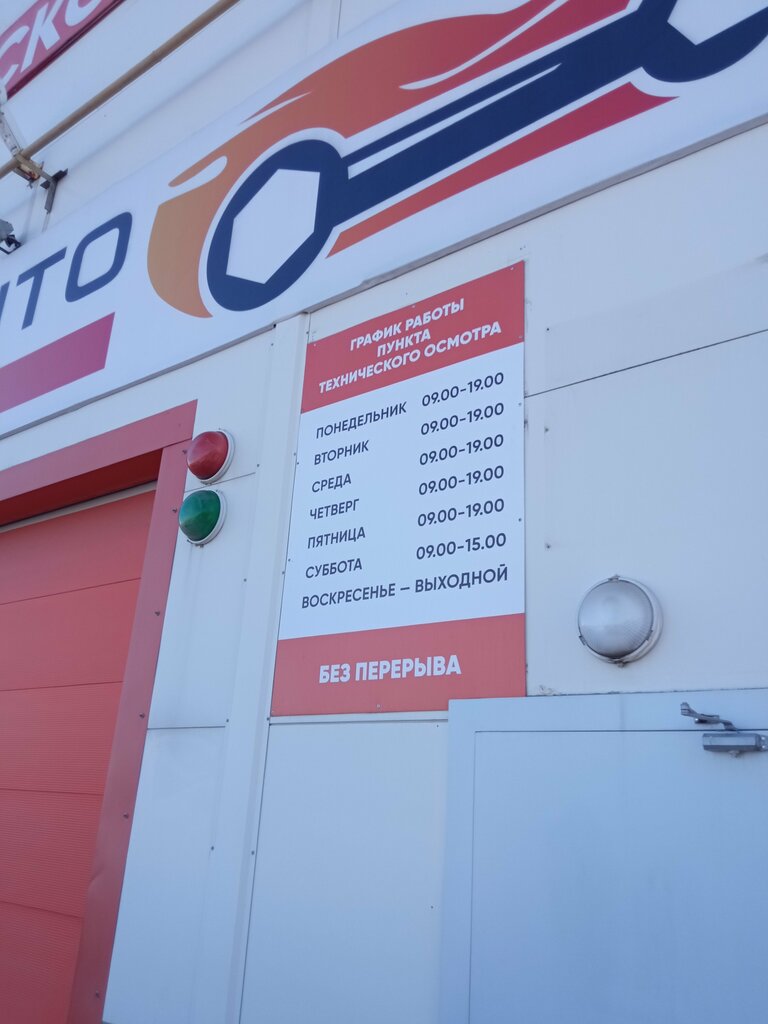 ГРАФИК РАБОТЫ
ПУНКТА
ТЕХНИЧЕСКОГО ОСМОТРА
ПОНЕДЕЛЬНИК 09.00-19.00
ВТОРНИК 09.00-19.00
СРЕДА 09.00-19.00
ЧЕТВЕРГ 09.00-19.00
ПЯТНИЦА 09.00-19.00
СУББОТА 09.00-15.00
ВОСКРЕСЕНЬЕ – ВЫХОДНОЙ
БЕЗ ПЕРЕРЫВА